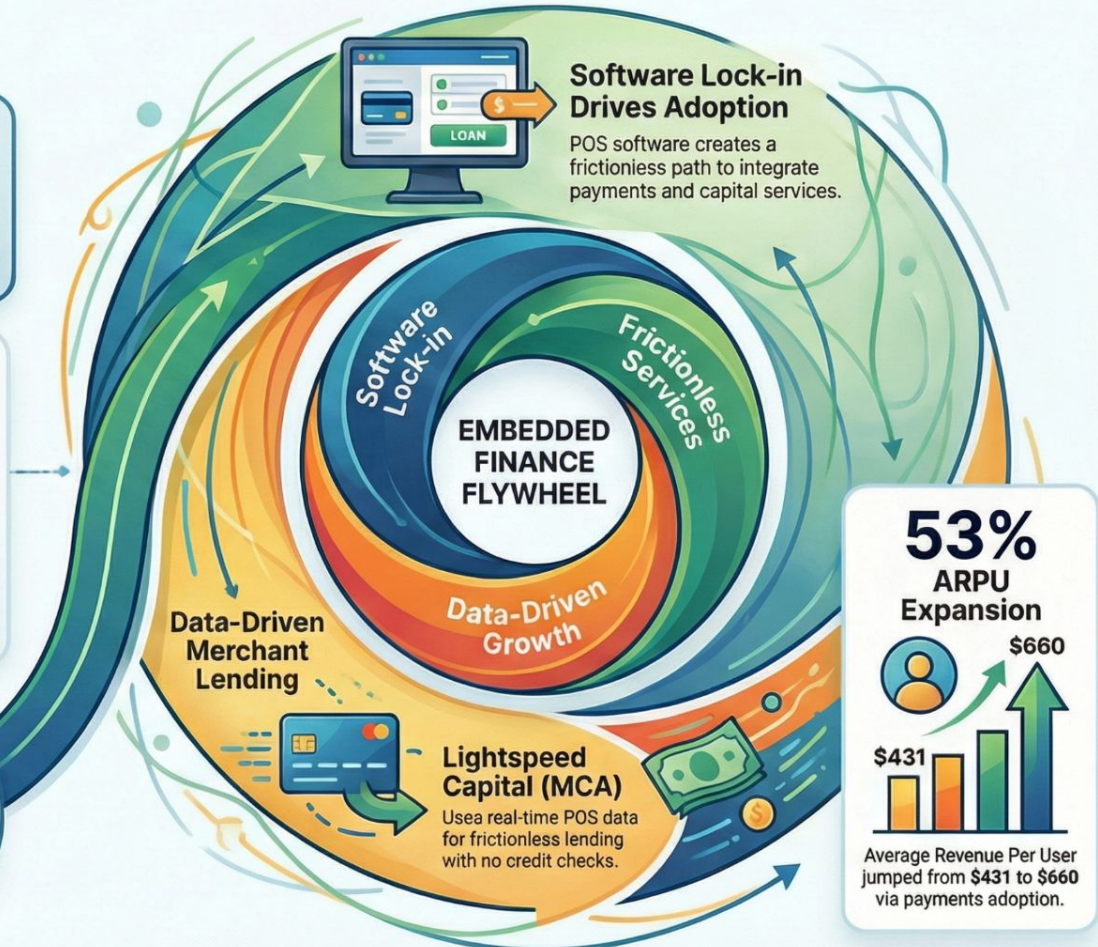 LOAN
$
Software Lock-in
Drives Adoption
POS software creates a
frictionless path to integrate
payments and capital services.
Software
Lock-in
Frictionless
Services
EMBEDDED
FINANCE
FLYWHEEL
Data-Driven
Growth
Data-Driven
Merchant
Lending
Lightspeed
Capital (MCA)
Usea real-time POS data
for frictionless lending
with no credit checks.
$
53%
ARPU
Expansion
$660
$431
Average Revenue Per User
jumped from $431 to $660
via payments adoption.